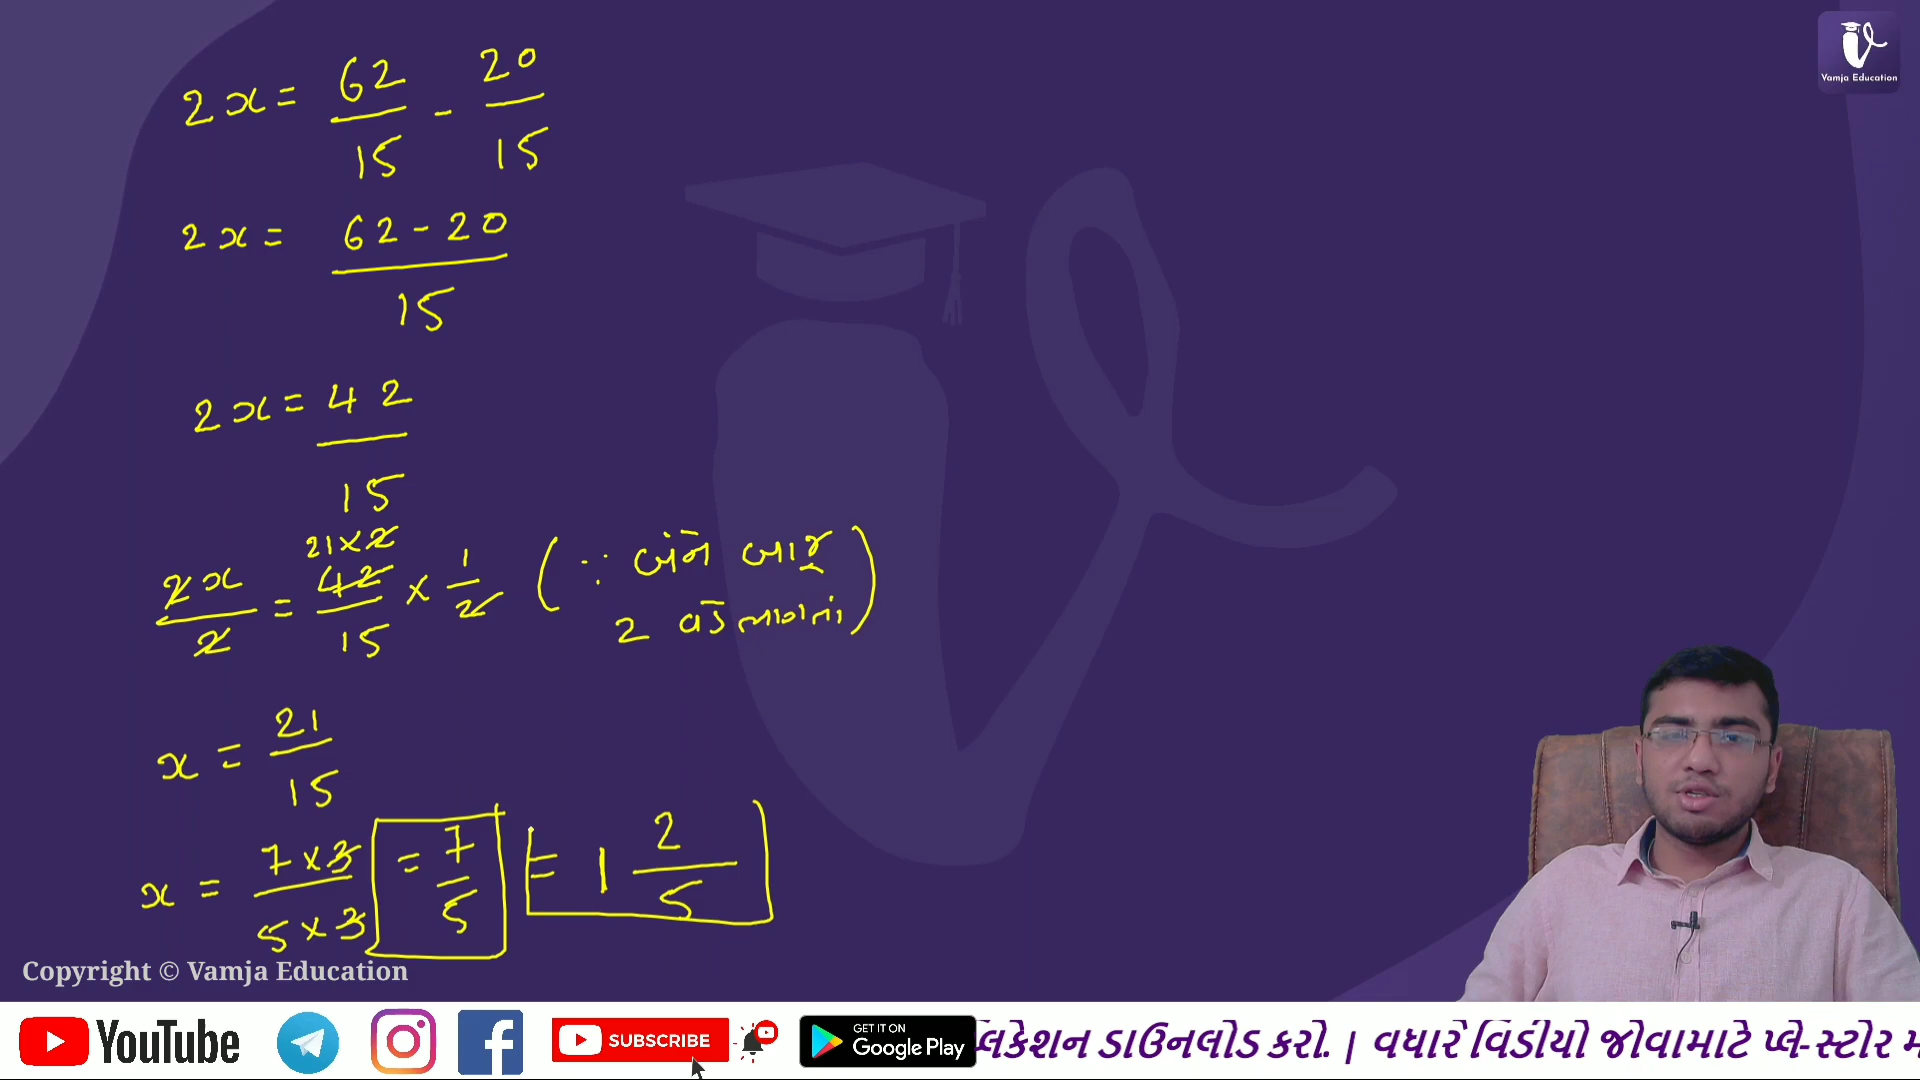 Vamja Education
2x = 62/15 - 20/15
2x = 62-20/15
2x = 42/15
21×2
2x/2 = 42/15 × 1/2 (∵ બંને બાજુ
2 વડે ભાગતાં)
x = 21/15
x = 7×3/5×3 = 7/5 = 1 2/5
Copyright © Vamja Education
YouTube SUBSCRIBE GET IT ON Google Play લિકેશન ડાઉનલોડ કરો. | વધારે વિડીયો જોવામાટે પ્લે-સ્ટોર મ